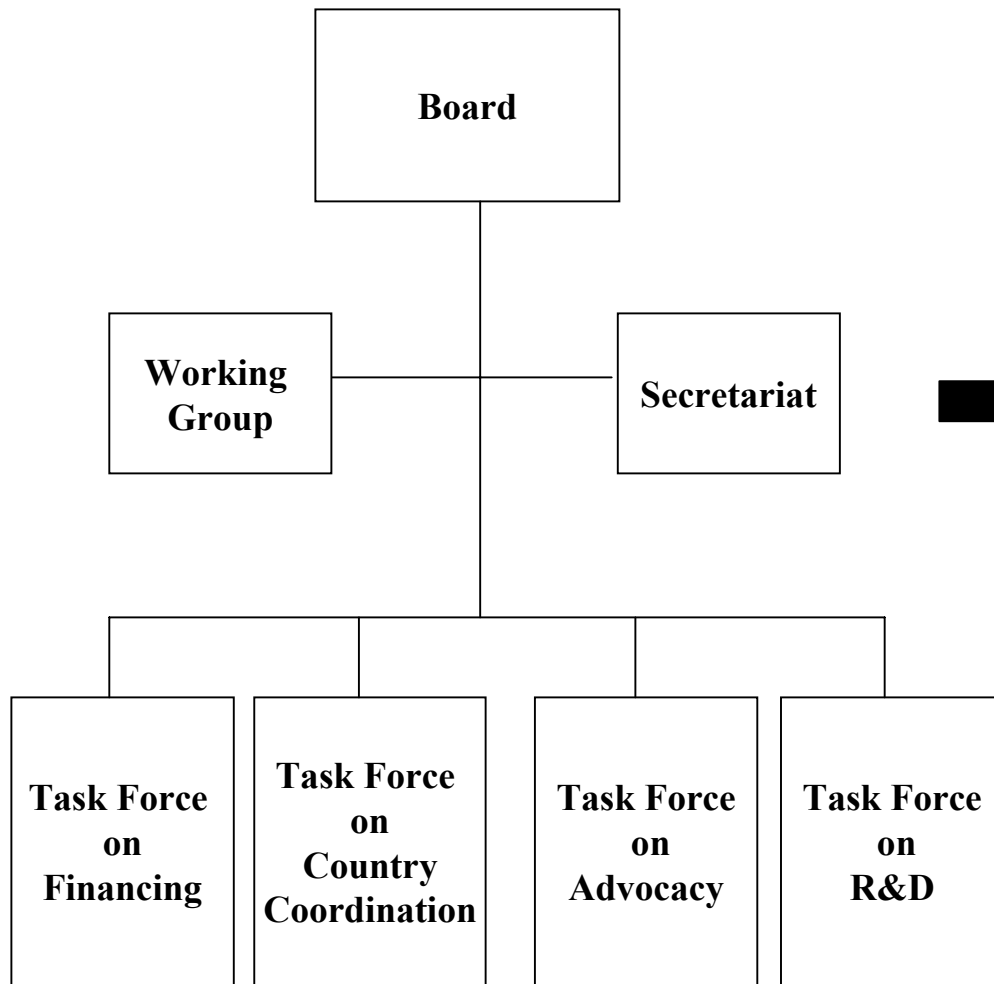 Board
Working
Group
Secretariat
Task Force
on
Financing
Task Force
on
Country
Coordination
Task Force
on
Advocacy
Task Force
on
R&D